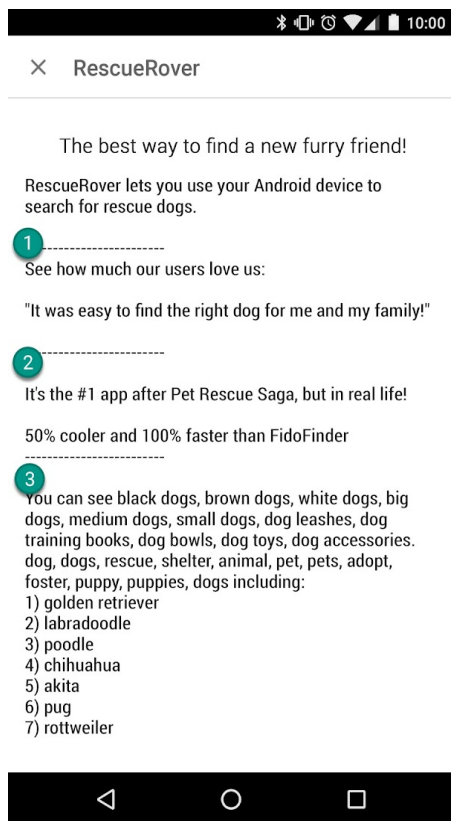 10:00
RescueRover
The best way to find a new furry friend!
RescueRover lets you use your Android device to
search for rescue dogs.
1
-----------------------
See how much our users love us:
"It was easy to find the right dog for me and my family!"
-----------------------
2
It's the #1 app after Pet Rescue Saga, but in real life!
50% cooler and 100% faster than FidoFinder
-------------------------
3
You can see black dogs, brown dogs, white dogs, big
dogs, medium dogs, small dogs, dog leashes, dog
training books, dog bowls, dog toys, dog accessories.
dog, dogs, rescue, shelter, animal, pet, pets, adopt,
foster, puppy, puppies, dogs including:
1) golden retriever
2) labradoodle
3) poodle
4) chihuahua
5) akita
6) pug
7) rottweiler